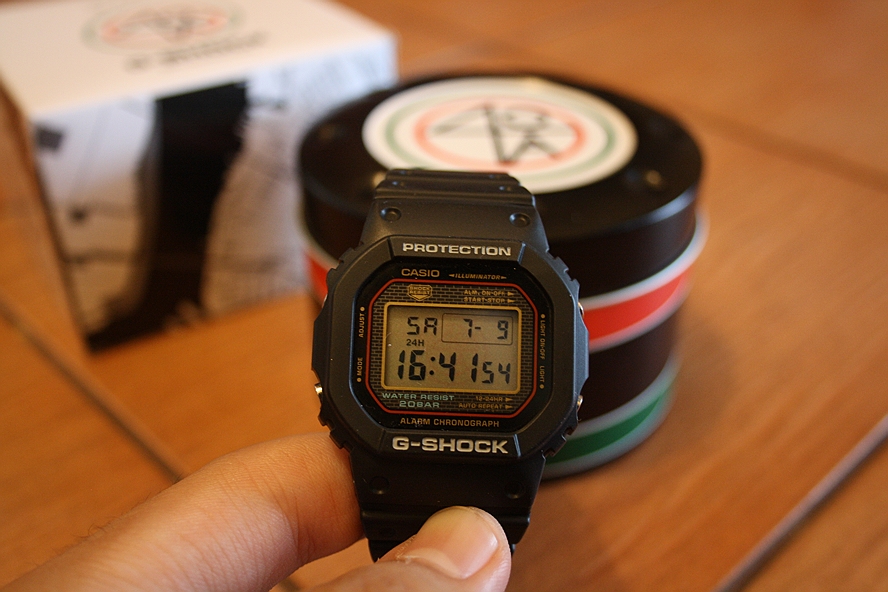 PROTECTION
CASIO ILLUMINATOR
SHOCK RESIST
ALM. ON·OFF
START·STOP
ADJUST
MODE
LIGHT ON·OFF
LIGHT
SA 7- 9
24H
16:41 54
WATER RESIST
20BAR
12·24HR
AUTO REPEAT
ALARM CHRONOGRAPH
G-SHOCK